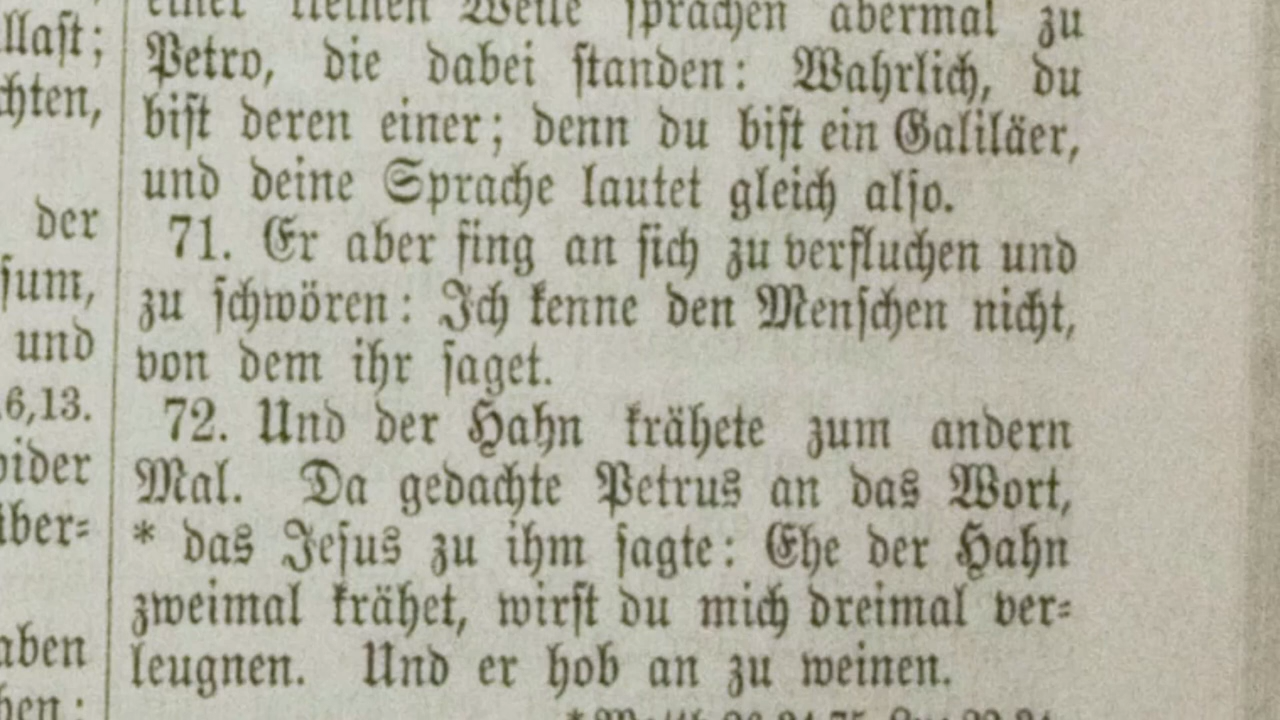 llast;
chten,
der
sum,
und
6,13.
wider
über=
aben
hen:
einer kleinen Weile sprachen abermal zu
Petro, die dabei standen: Wahrlich, du
bist deren einer; denn du bist ein Galiläer,
und deine Sprache lautet gleich also.
71. Er aber fing an sich zu verfluchen und
zu schwören: Ich kenne den Menschen nicht,
von dem ihr saget.
72. Und der Hahn krähete zum andern
Mal. Da gedachte Petrus an das Wort,
* das Jesus zu ihm sagte: Ehe der Hahn
zweimal krähet, wirst du mich dreimal ver=
leugnen. Und er hob an zu weinen.